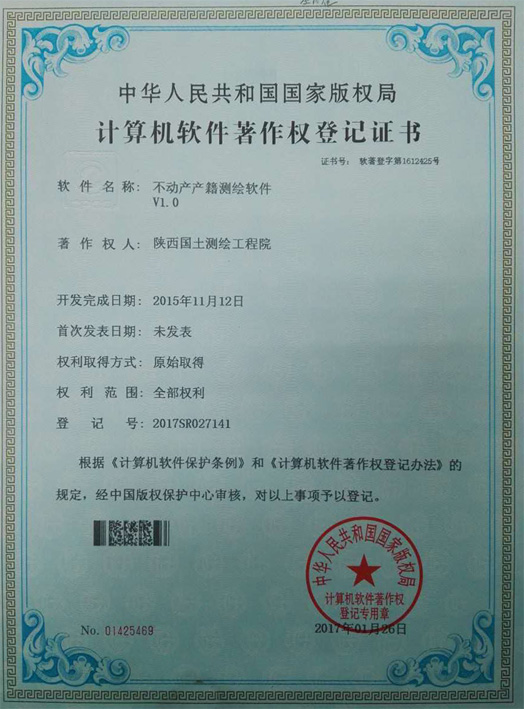 中华人民共和国国家版权局
计算机软件著作权登记证书
证书号： 软著登字第1612425号
软件名称： 不动产产籍测绘软件
V1.0
著作权人： 陕西国土测绘工程院
开发完成日期： 2015年11月12日
首次发表日期： 未发表
权利取得方式： 原始取得
权利范围： 全部权利
登记号： 2017SR027141
根据《计算机软件保护条例》和《计算机软件著作权登记办法》的
规定，经中国版权保护中心审核，对以上事项予以登记。
中华人民共和国国家版权局
计算机软件著作权
登记专用章
No. 01425469
2017年01月26日